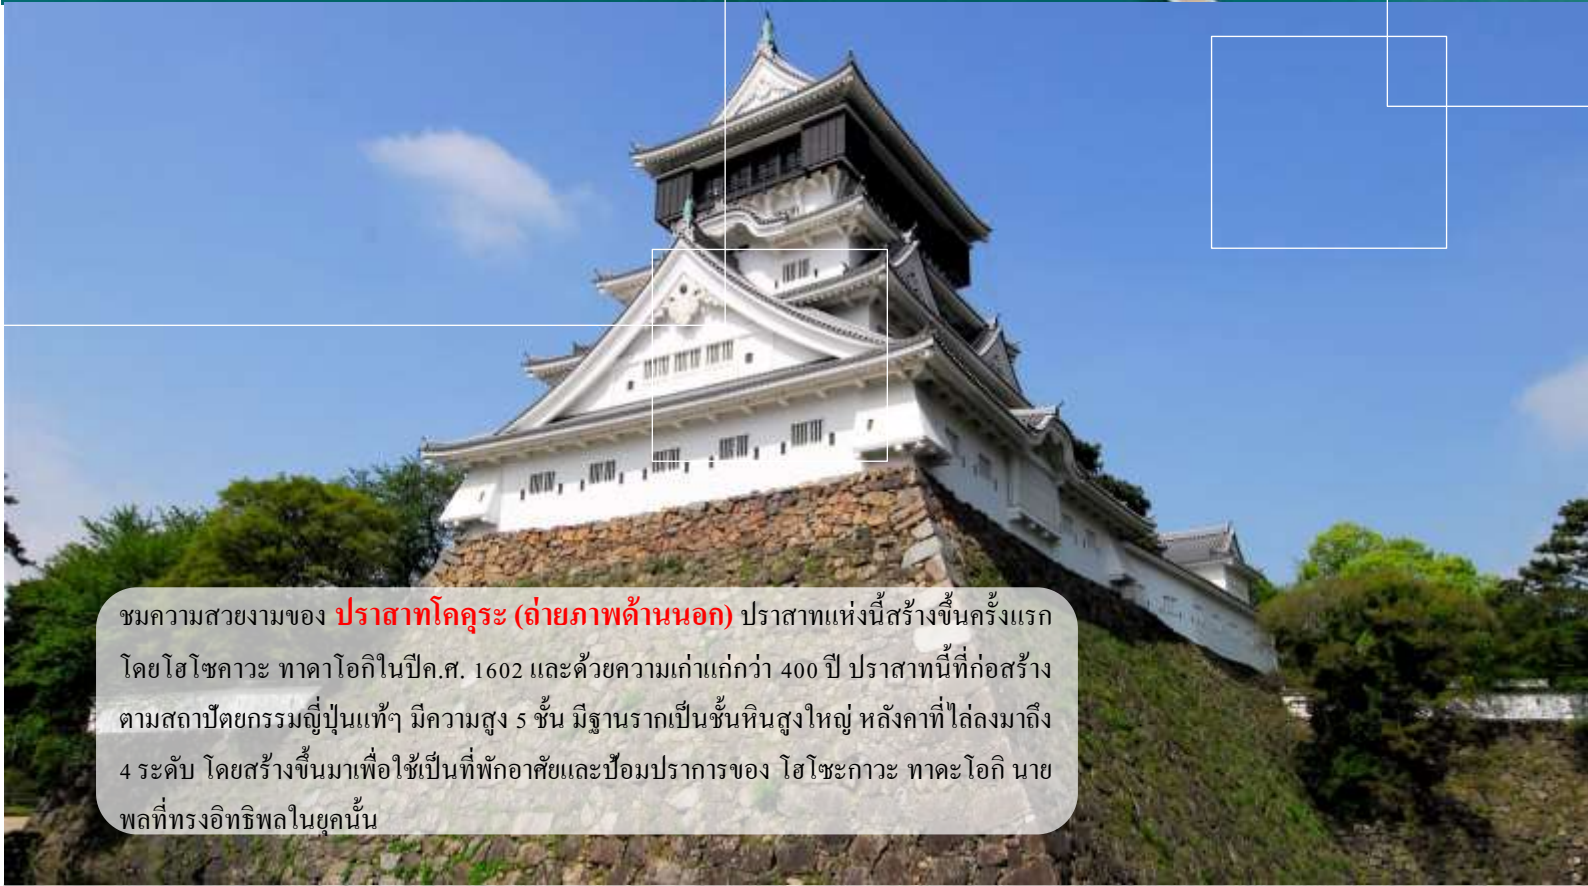 ชมความสวยงามของ ปราสาทโคคุระ (ถ่ายภาพด้านนอก) ปราสาทแห่งนี้สร้างขึ้นครั้งแรก
โดยโฮโซคาวะ ทาดาโอกิในปีค.ศ. 1602 และด้วยความเก่าแก่กว่า 400 ปี ปราสาทนี้ที่ก่อสร้าง
ตามสถาปัตยกรรมญี่ปุ่นแท้ๆ มีความสูง 5 ชั้น มีฐานรากเป็นชั้นหินสูงใหญ่ หลังคาที่ไล่ลงมาถึง
4 ระดับ โดยสร้างขึ้นมาเพื่อใช้เป็นที่พักอาศัยและป้อมปราการของ โฮโซะกาวะ ทาดะโอกิ นาย
พลที่ทรงอิทธิพลในยุคนั้น